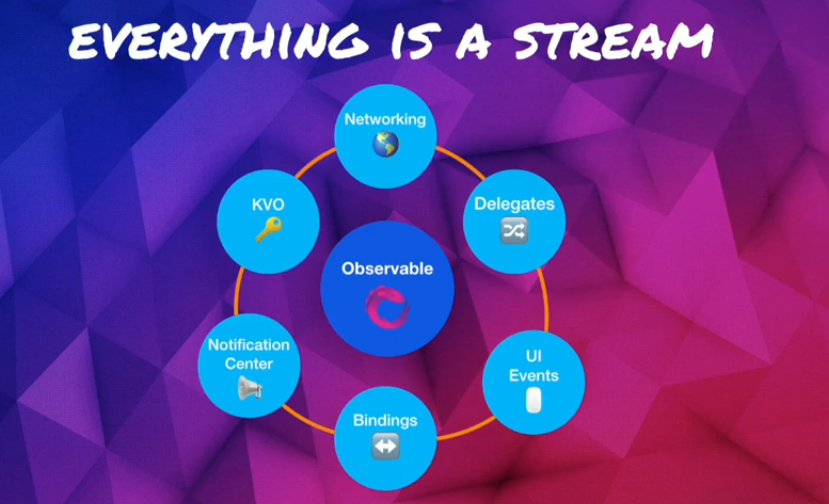 EVERYTHING IS A STREAM
Networking
KVO
Delegates
Observable
Notification
Center
UI
Events
Bindings